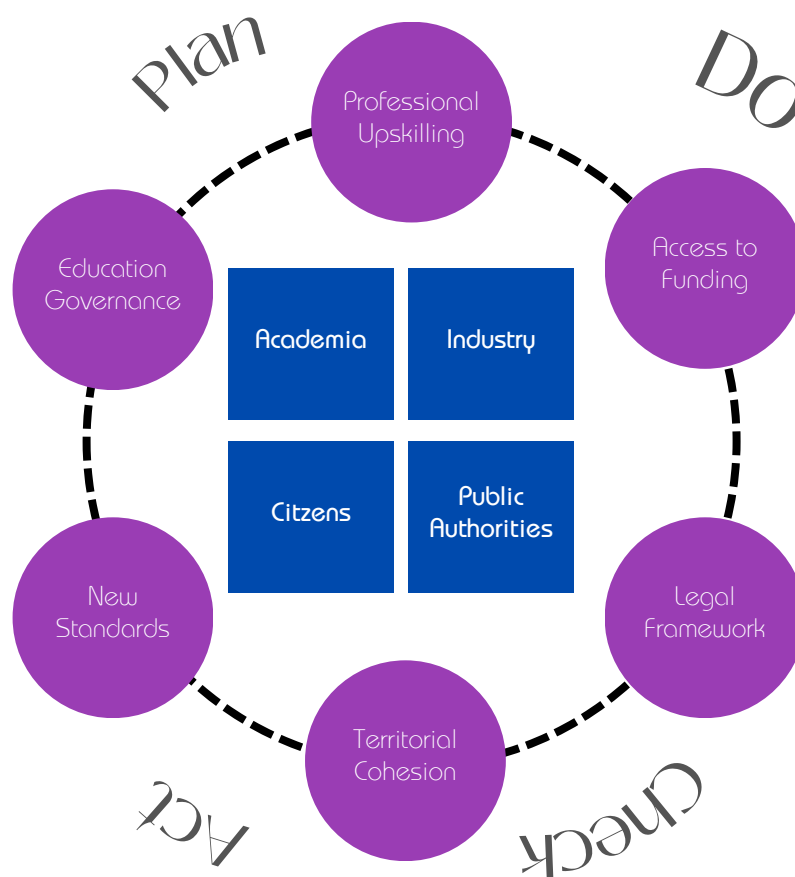 Plan
Do
Professional
Upskilling
Access to
Funding
Education
Governance
Academia
Industry
Citzens
Public
Authorities
New
Standards
Legal
Framework
Territorial
Cohesion
Act
Check